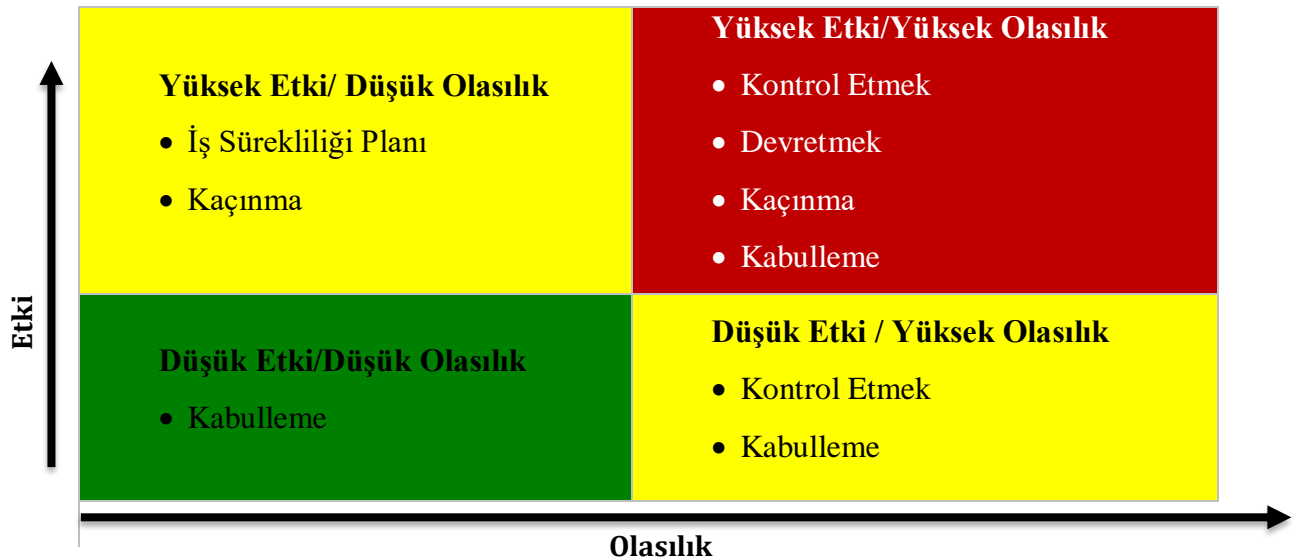 Yüksek Etki/ Düşük Olasılık
• İş Sürekliliği Planı
• Kaçınma
Yüksek Etki/Yüksek Olasılık
• Kontrol Etmek
• Devretmek
• Kaçınma
• Kabulleme
Etki
Düşük Etki/Düşük Olasılık
• Kabulleme
Düşük Etki / Yüksek Olasılık
• Kontrol Etmek
• Kabulleme
Olasılık